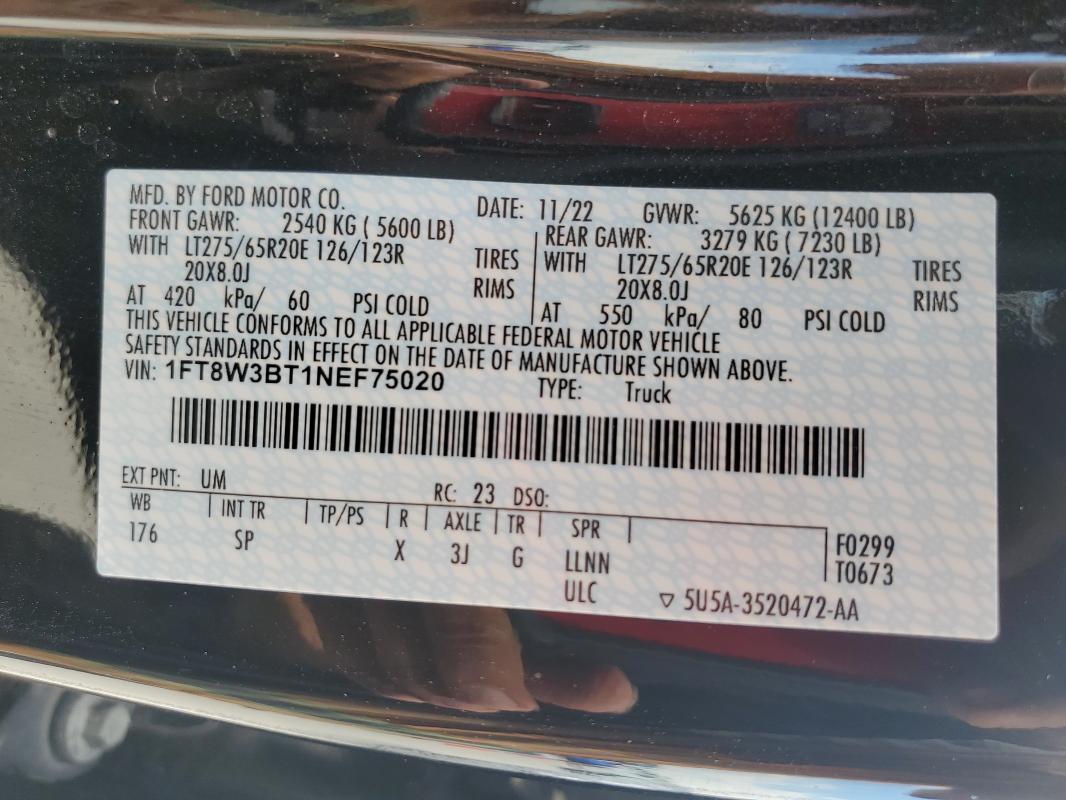 MFD. BY FORD MOTOR CO. DATE: 11/22 GVWR: 5625 KG (12400 LB)
FRONT GAWR: 2540 KG ( 5600 LB) REAR GAWR: 3279 KG ( 7230 LB)
WITH LT275/65R20E 126/123R TIRES WITH LT275/65R20E 126/123R TIRES
20X8.0J RIMS 20X8.0J RIMS
AT 420 kPa/ 60 PSI COLD AT 550 kPa/ 80 PSI COLD
THIS VEHICLE CONFORMS TO ALL APPLICABLE FEDERAL MOTOR VEHICLE
SAFETY STANDARDS IN EFFECT ON THE DATE OF MANUFACTURE SHOWN ABOVE.
VIN: 1FT8W3BT1NEF75020 TYPE: Truck
EXT PNT: UM RC: 23 DSO:
WB INT TR TP/PS R AXLE TR SPR
176 SP X 3J G LLNN F0299
ULC T0673
5U5A-3520472-AA